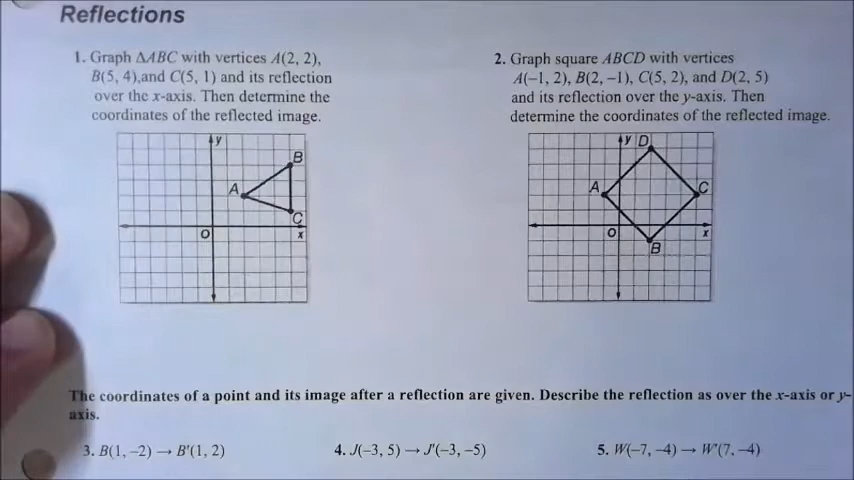 Reflections
1. Graph ΔABC with vertices A(2, 2),
B(5, 4),and C(5, 1) and its reflection
over the x-axis. Then determine the
coordinates of the reflected image.
2. Graph square ABCD with vertices
A(−1, 2), B(2, −1), C(5, 2), and D(2, 5)
and its reflection over the y-axis. Then
determine the coordinates of the reflected image.
y
B
A
C
O
x
y
D
A
C
O
x
B
The coordinates of a point and its image after a reflection are given. Describe the reflection as over the x-axis or y-
axis.
3. B(1, −2) → B'(1, 2)
4. J(−3, 5) → J'(−3, −5)
5. W(−7, −4) → W'(7, −4)